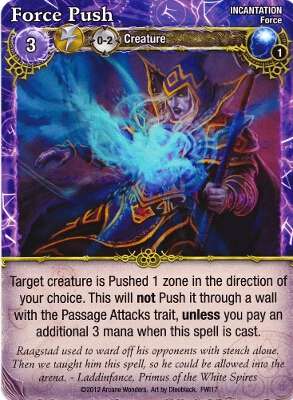 Force Push
INCANTATION
Force
3
0-2
Creature
1
Target creature is Pushed 1 zone in the direction of
your choice. This will not Push it through a wall
with the Passage Attacks trait, unless you pay an
additional 3 mana when this spell is cast.
Raagstad used to ward off his opponents with stench alone.
Then we taught him this spell, so he could be allowed into the
arena. - Laddinfance, Primus of the White Spires
©2012 Arcane Wonders. Art by Dleoblack. FWI17